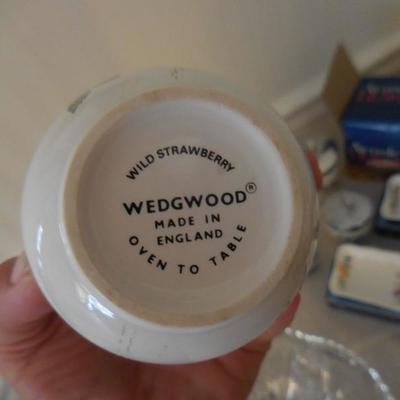 WILD STRAWBERRY
WEDGWOOD®
MADE IN
ENGLAND
OVEN TO TABLE